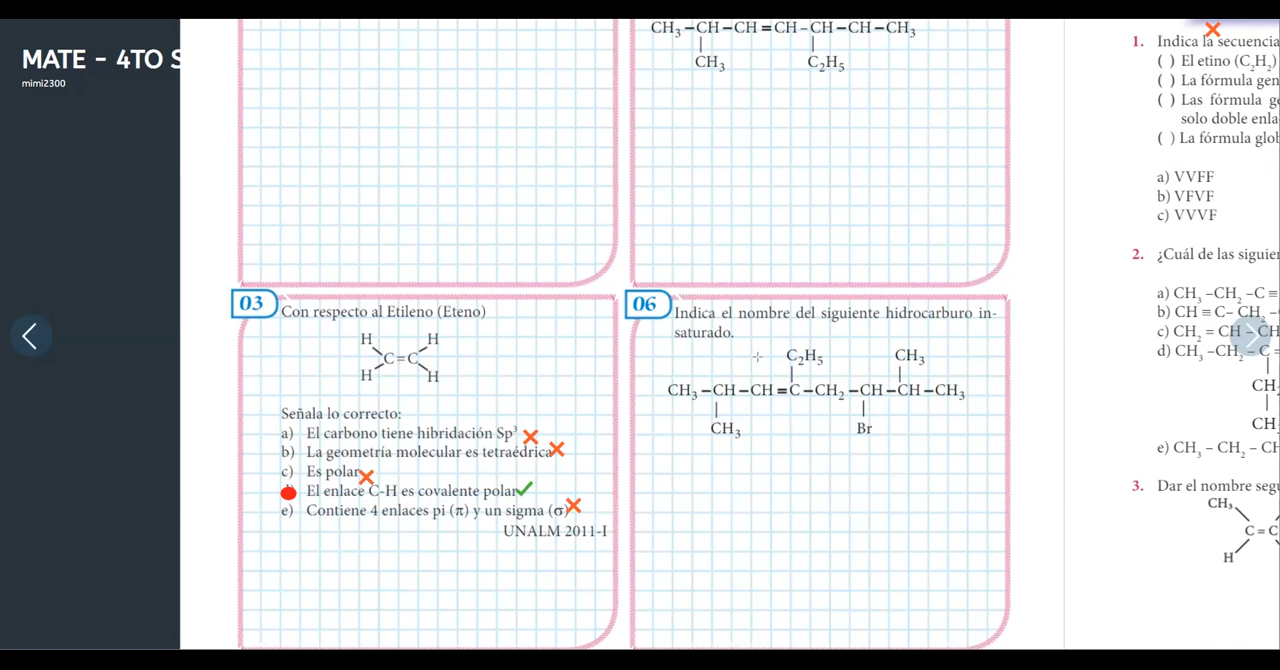 MATE - 4TO S
mimi2300
CH₃ –CH –CH =CH –CH –CH –CH₃
CH₃ C₂H₅
03
Con respecto al Etileno (Eteno)
H H
C=C
H H
Señala lo correcto:
a) El carbono tiene hibridación Sp³
b) La geometría molecular es tetraédrica
c) Es polar
El enlace C-H es covalente polar
e) Contiene 4 enlaces pi (π) y un sigma (σ)
UNALM 2011-I
06
Indica el nombre del siguiente hidrocarburo in-
saturado.
C₂H₅ CH₃
CH₃ –CH –CH =C –CH₂ –CH –CH –CH₃
CH₃ Br
1. Indica la secuencia
( ) El etino (C₂H₂)
( ) La fórmula gen
( ) Las fórmula g
solo doble enla
( ) La fórmula glob
a) VVFF
b) VFVF
c) VVVF
2. ¿Cuál de las siguien
a) CH₃ –CH₂ –C ≡
b) CH ≡ C– CH₂ –
c) CH₂ = CH – CH
d) CH₃ –CH₂ – C =
CH
CH
e) CH₃ – CH₂ – CH
3. Dar el nombre segú
CH₃
C = C
H